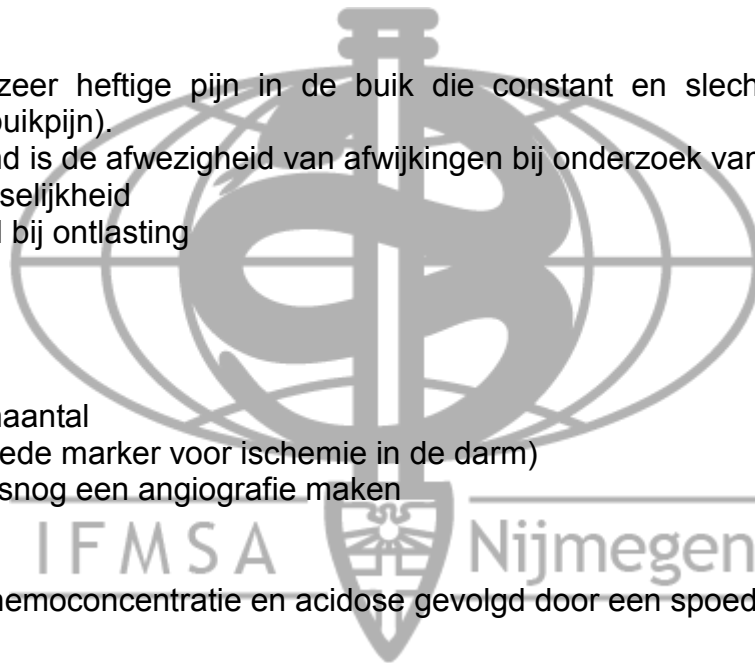 zeer heftige pijn in de buik die constant en slech
buikpijn).
nd is de afwezigheid van afwijkingen bij onderzoek van
selijkheid
bij ontlasting
naantal
ede marker voor ischemie in de darm)
snog een angiografie maken
IFMSA Nijmegen
hemoconcentratie en acidose gevolgd door een spoed